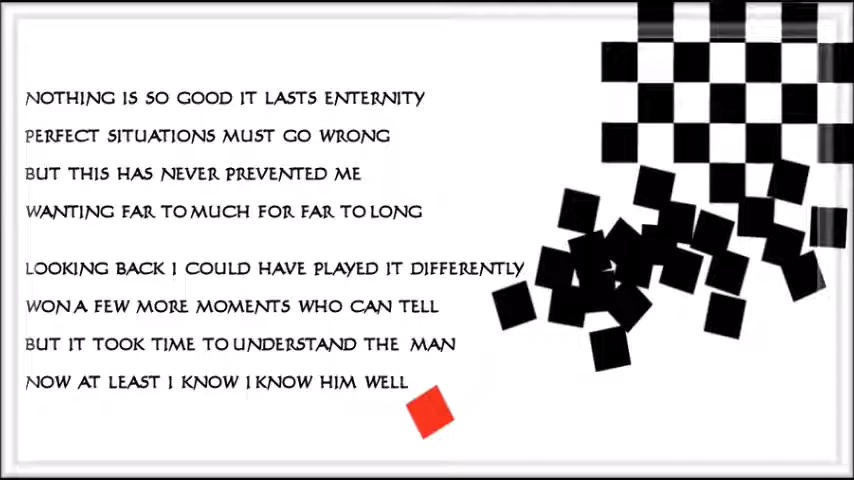 NOTHING IS SO GOOD IT LASTS ENTERNITY
PERFECT SITUATIONS MUST GO WRONG
BUT THIS HAS NEVER PREVENTED ME
WANTING FAR TO MUCH FOR FAR TO LONG
LOOKING BACK I COULD HAVE PLAYED IT DIFFERENTLY
WON A FEW MORE MOMENTS WHO CAN TELL
BUT IT TOOK TIME TO UNDERSTAND THE MAN
NOW AT LEAST I KNOW I KNOW HIM WELL